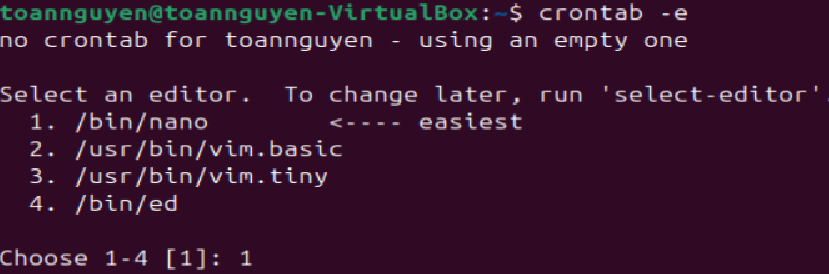 toannguyen@toannguyen-VirtualBox:~$ crontab -e
no crontab for toannguyen - using an empty one
Select an editor.  To change later, run 'select-editor'.
  1. /bin/nano        <---- easiest
  2. /usr/bin/vim.basic
  3. /usr/bin/vim.tiny
  4. /bin/ed
Choose 1-4 [1]: 1